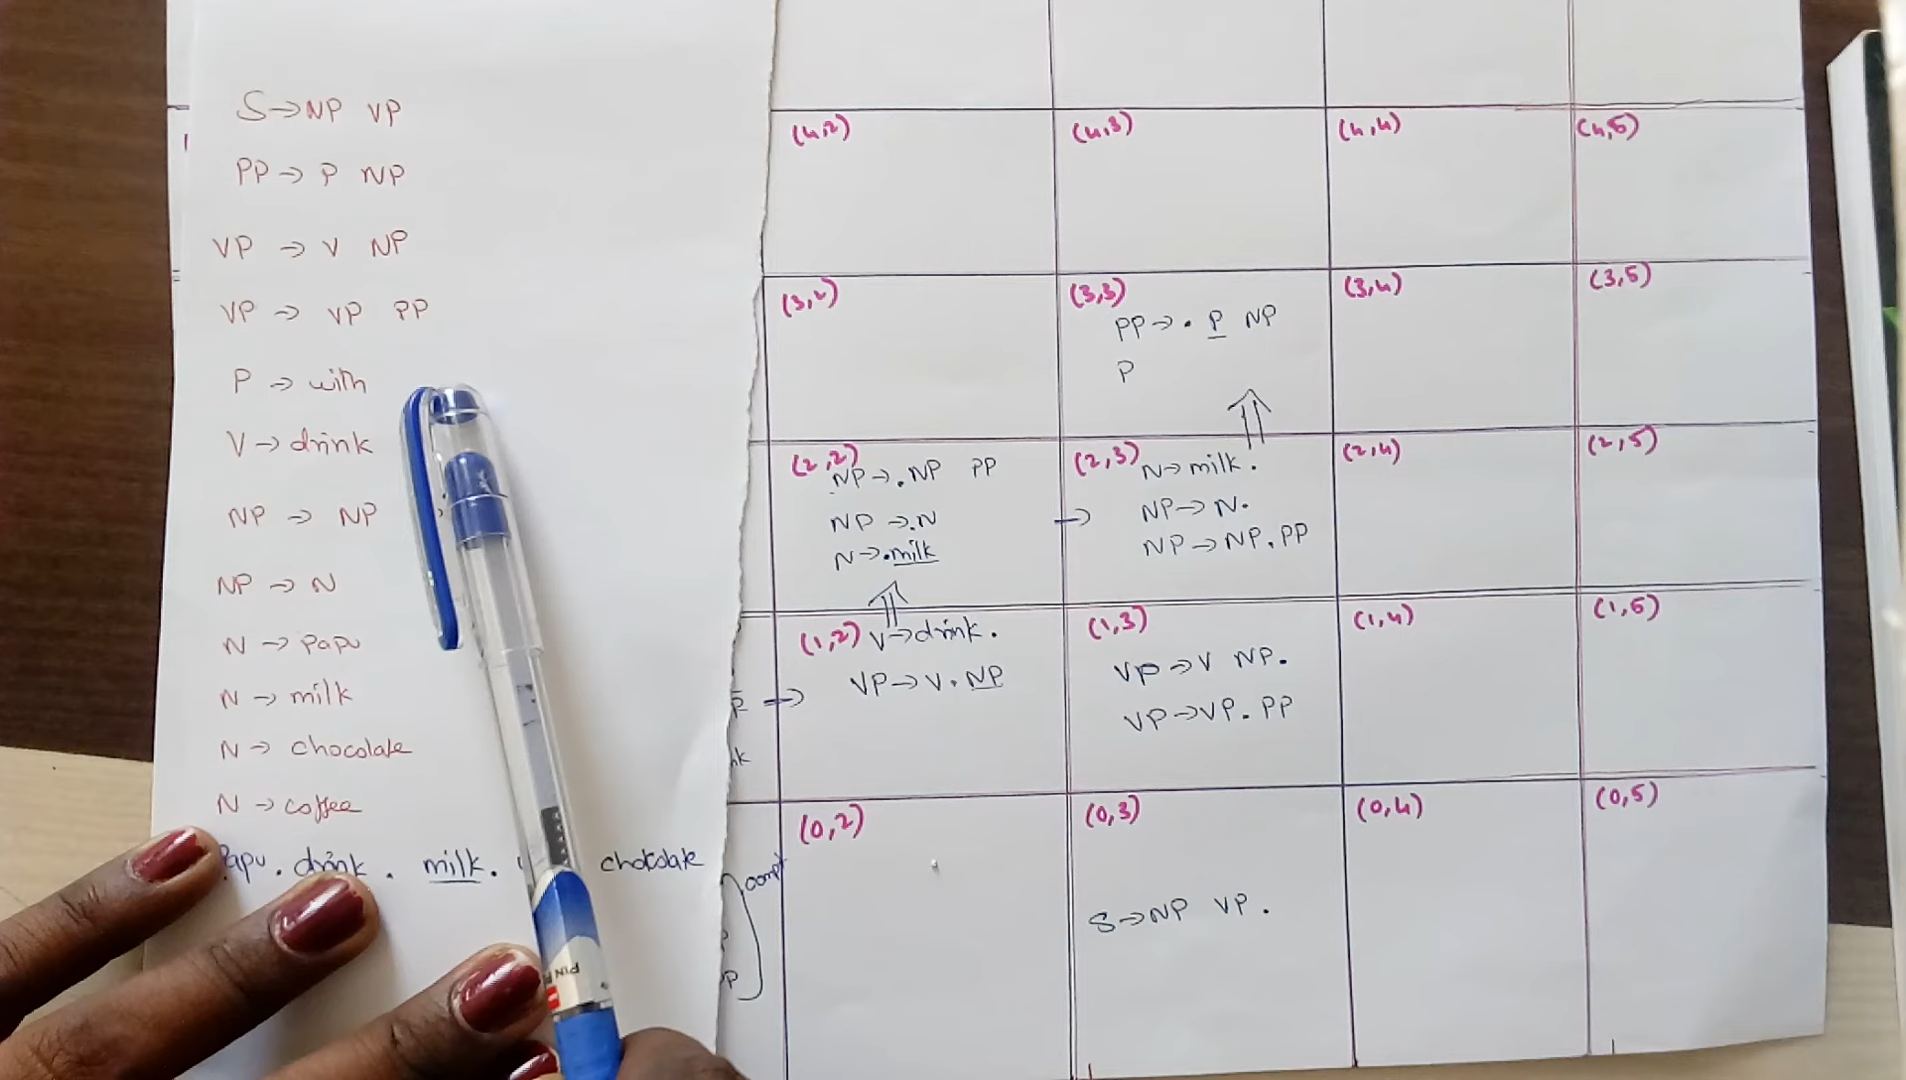 S → NP VP
PP → P NP
VP → V NP
VP → VP PP
P → with
V → drink
NP → NP
NP → N
N → papu
N → milk
N → chocolate
N → coffee
Papu . drink . milk . chocolate
(4,2)
(4,3)
(4,4)
(4,5)
(3,2)
(3,3)
PP → . P NP
P
(3,4)
(3,5)
(2,2)
NP → . NP PP
NP → . N
N → . milk
(2,3)
N → milk .
NP → N .
NP → NP . PP
(2,4)
(2,5)
(1,2)
V → drink .
VP → V . NP
(1,3)
VP → V NP .
VP → VP . PP
(1,4)
(1,5)
(0,2)
(0,3)
S → NP VP .
(0,4)
(0,5)